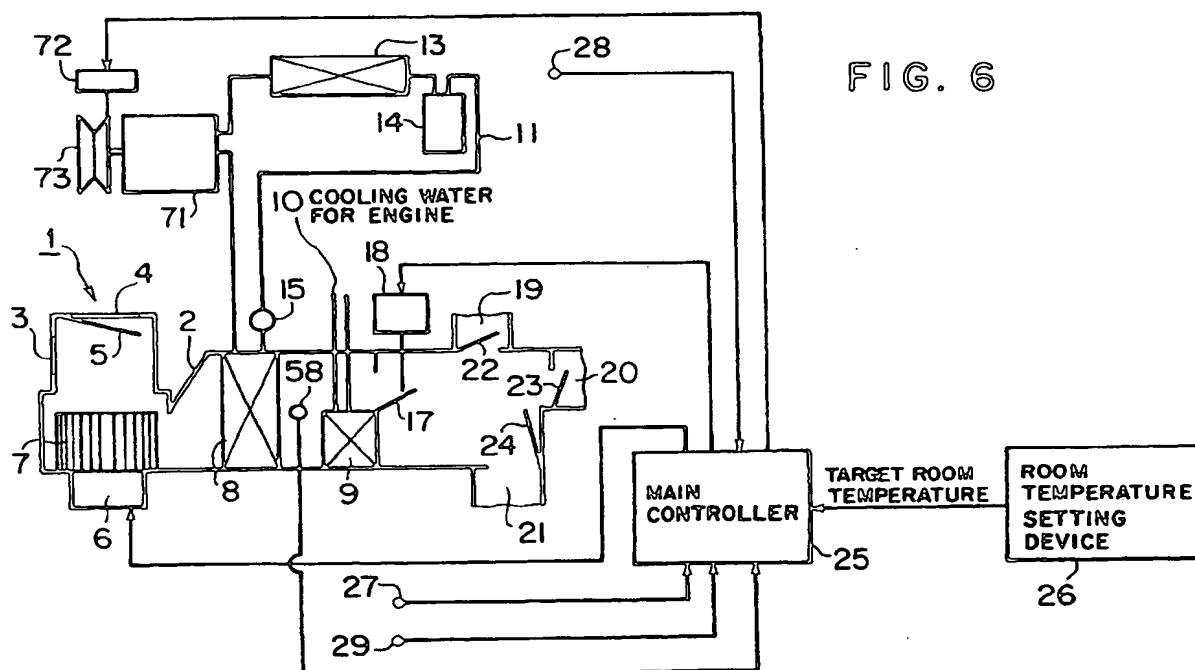 72
13
28
FIG. 6
14
11
73
71
10 COOLING WATER
FOR ENGINE
1
18
4
15
19
3
2
5
58
22
23
20
17
7
24
8
9
6
21
MAIN
CONTROLLER
25
TARGET ROOM
TEMPERATURE
ROOM
TEMPERATURE
SETTING
DEVICE
26
27
29